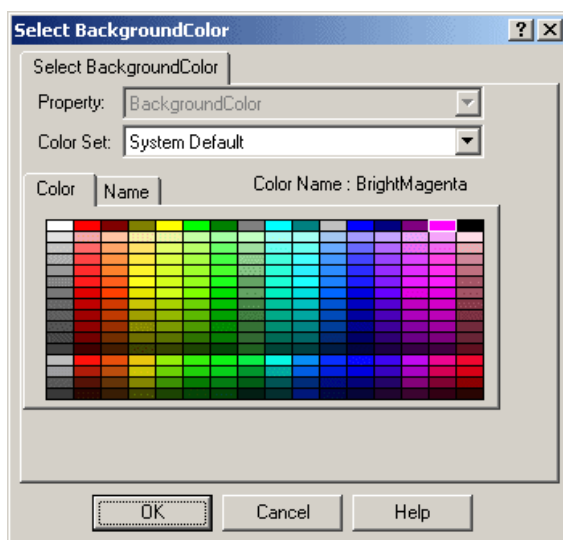 Select BackgroundColor
Select BackgroundColor
Property: BackgroundColor
Color Set: System Default
Color Name Color Name : BrightMagenta
OK Cancel Help